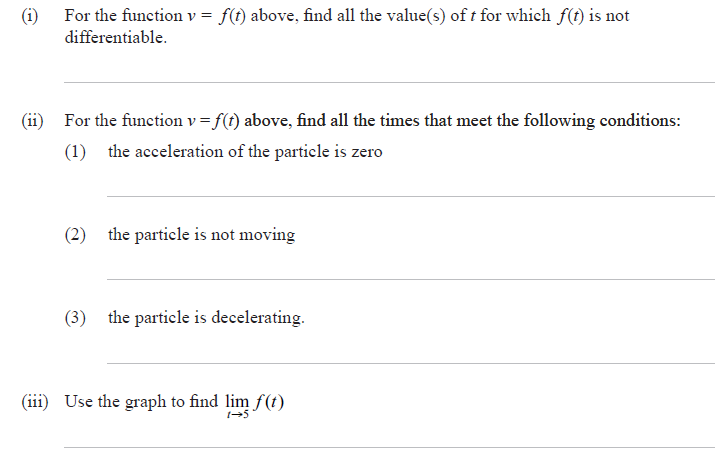 (i) For the function v = f(t) above, find all the value(s) of t for which f(t) is not
differentiable.
(ii) For the function v = f(t) above, find all the times that meet the following conditions:
(1) the acceleration of the particle is zero
(2) the particle is not moving
(3) the particle is decelerating.
(iii) Use the graph to find lim f(t)
t→5